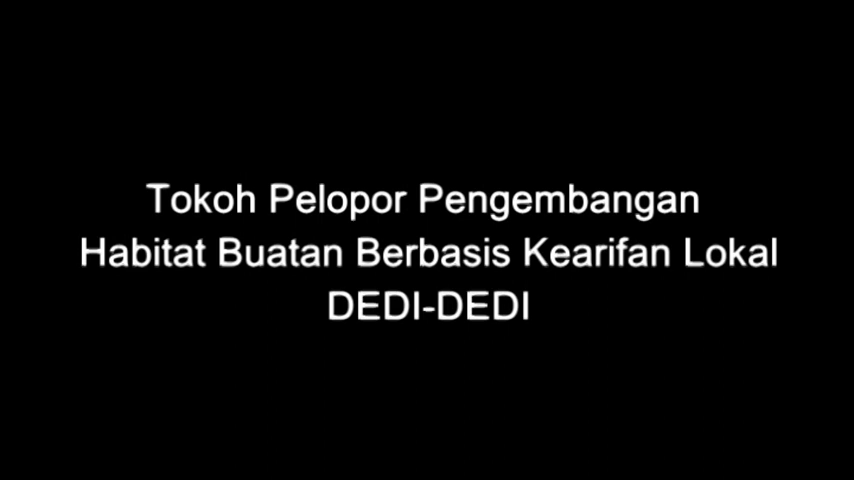 Tokoh Pelopor Pengembangan
Habitat Buatan Berbasis Kearifan Lokal
DEDI-DEDI